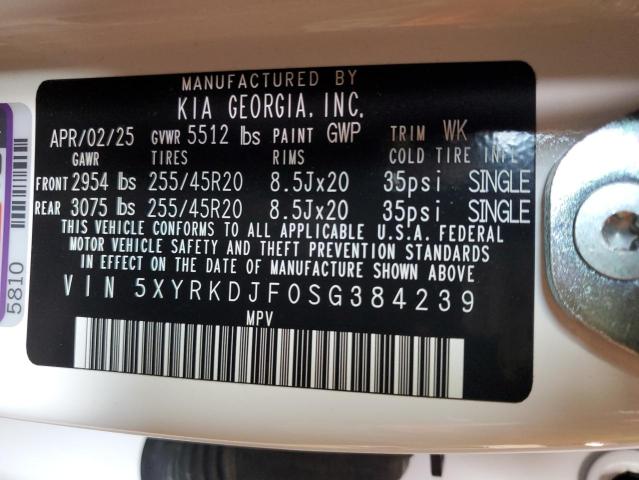 MANUFACTURED BY
KIA GEORGIA, INC.
APR/02/25 GVWR 5512 lbs PAINT GWP TRIM WK
GAWR TIRES RIMS COLD TIRE INFL
FRONT 2954 lbs 255/45R20 8.5Jx20 35psi SINGLE
REAR 3075 lbs 255/45R20 8.5Jx20 35psi SINGLE
THIS VEHICLE CONFORMS TO ALL APPLICABLE U.S.A. FEDERAL
MOTOR VEHICLE SAFETY AND THEFT PREVENTION STANDARDS
IN EFFECT ON THE DATE OF MANUFACTURE SHOWN ABOVE
VIN 5XYRKDJF0SG384239
MPV
5810